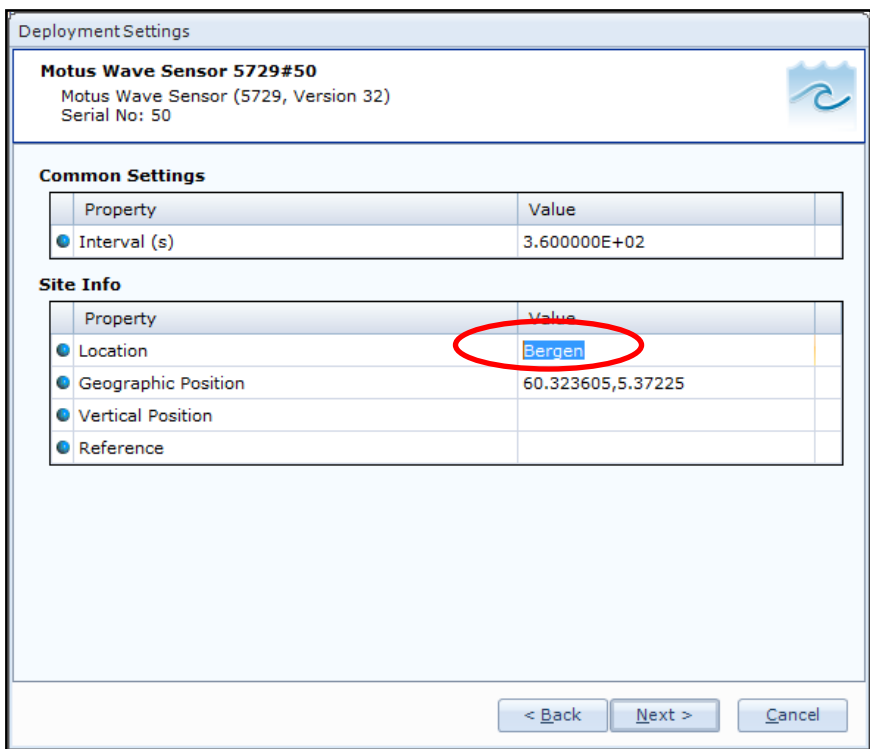 Deployment Settings
Motus Wave Sensor 5729#50
Motus Wave Sensor (5729, Version 32)
Serial No: 50
Common Settings
Property Value
Interval (s) 3.600000E+02
Site Info
Property Value
Location Bergen
Geographic Position 60.323605,5.37225
Vertical Position
Reference
< Back Next > Cancel